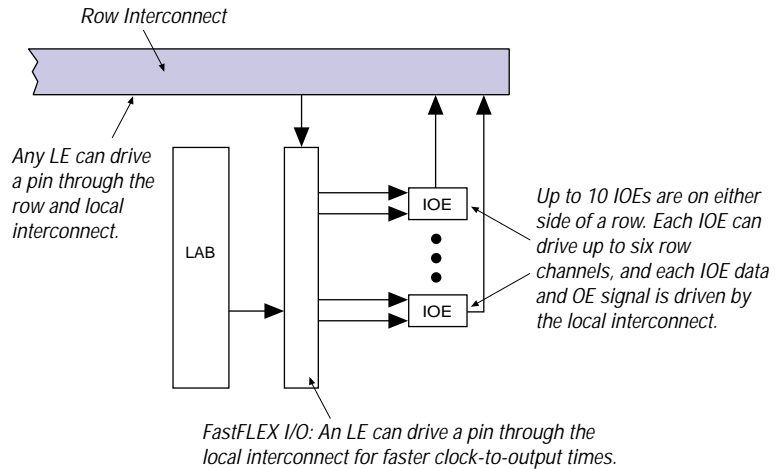 Row Interconnect
Any LE can drive
a pin through the
row and local
interconnect.
LAB
IOE
IOE
Up to 10 IOEs are on either
side of a row. Each IOE can
drive up to six row
channels, and each IOE data
and OE signal is driven by
the local interconnect.
FastFLEX I/O: An LE can drive a pin through the
local interconnect for faster clock-to-output times.